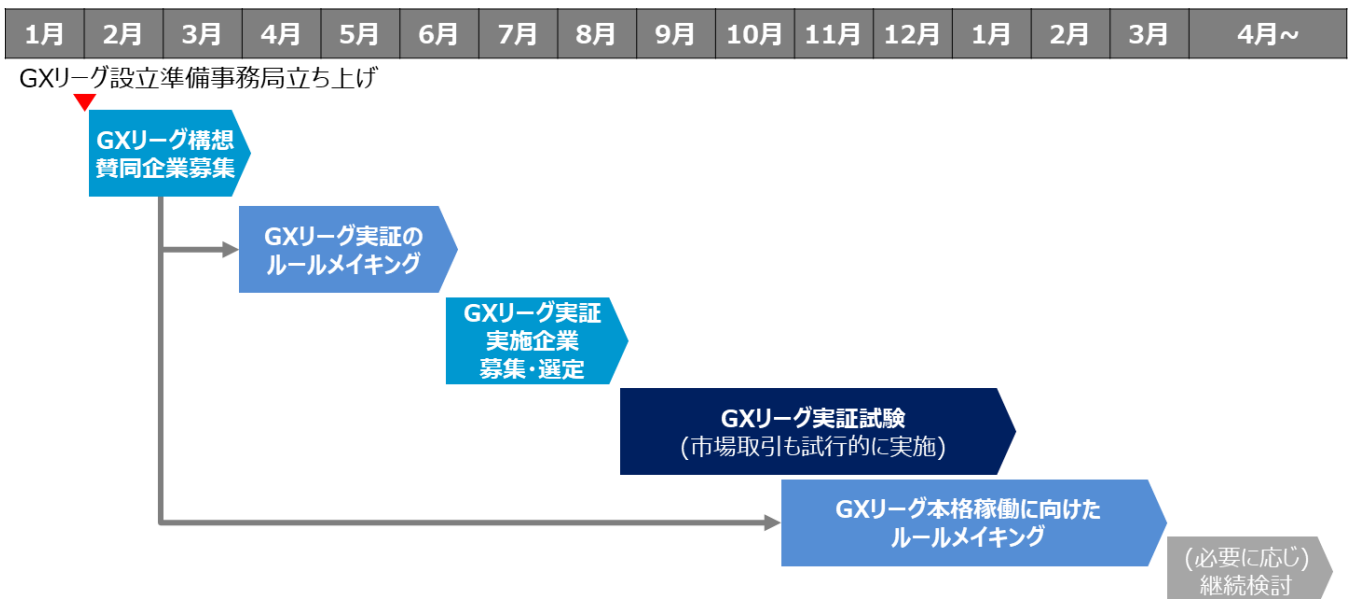 1月 2月 3月 4月 5月 6月 7月 8月 9月 10月 11月 12月 1月 2月 3月 4月~
GXリーグ設立準備事務局立ち上げ
GXリーグ構想
賛同企業募集
GXリーグ実証の
ルールメイキング
GXリーグ実証
実施企業
募集・選定
GXリーグ実証試験
(市場取引も試行的に実施)
GXリーグ本格稼働に向けた
ルールメイキング
(必要に応じ)
継続検討